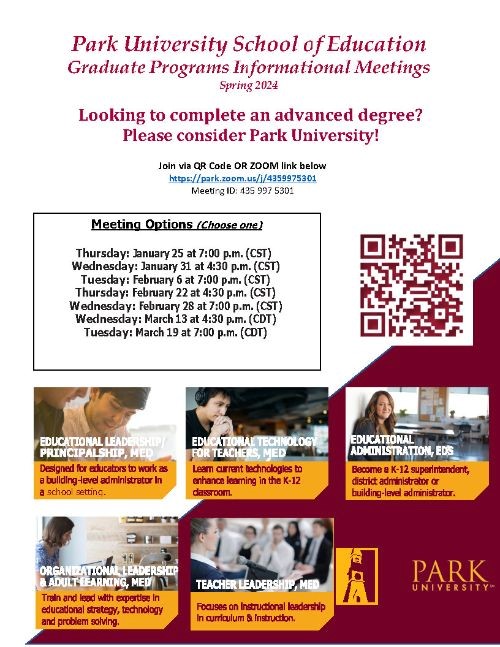 Park University School of Education
Graduate Programs Informational Meetings
Spring 2024
Looking to complete an advanced degree?
Please consider Park University!
Join via QR Code OR ZOOM link below
https://park.zoom.us/j/4359975301
Meeting ID: 435 997 5301
Meeting Options (Choose one)
Thursday: January 25 at 7:00 p.m. (CST)
Wednesday: January 31 at 4:30 p.m. (CST)
Tuesday: February 6 at 7:00 p.m. (CST)
Thursday: February 22 at 4:30 p.m. (CST)
Wednesday: February 28 at 7:00 p.m. (CST)
Wednesday: March 13 at 4:30 p.m. (CDT)
Tuesday: March 19 at 7:00 p.m. (CDT)
EDUCATIONAL LEADERSHIP/
PRINCIPALSHIP, MED
Designed for educators to work as
a building-level administrator in
a school setting.
EDUCATIONAL TECHNOLOGY
FOR TEACHERS, MED
Learn current technologies to
enhance learning in the K-12
classroom.
EDUCATIONAL
ADMINISTRATION, EDS
Become a K-12 superintendent,
district administrator or
building-level administrator.
ORGANIZATIONAL LEADERSHIP
& ADULT LEARNING, MED
Train and lead with expertise in
educational strategy, technology
and problem solving.
TEACHER LEADERSHIP, MED
Focuses on instructional leadership
in curriculum & instruction.
PARK
UNIVERSITY